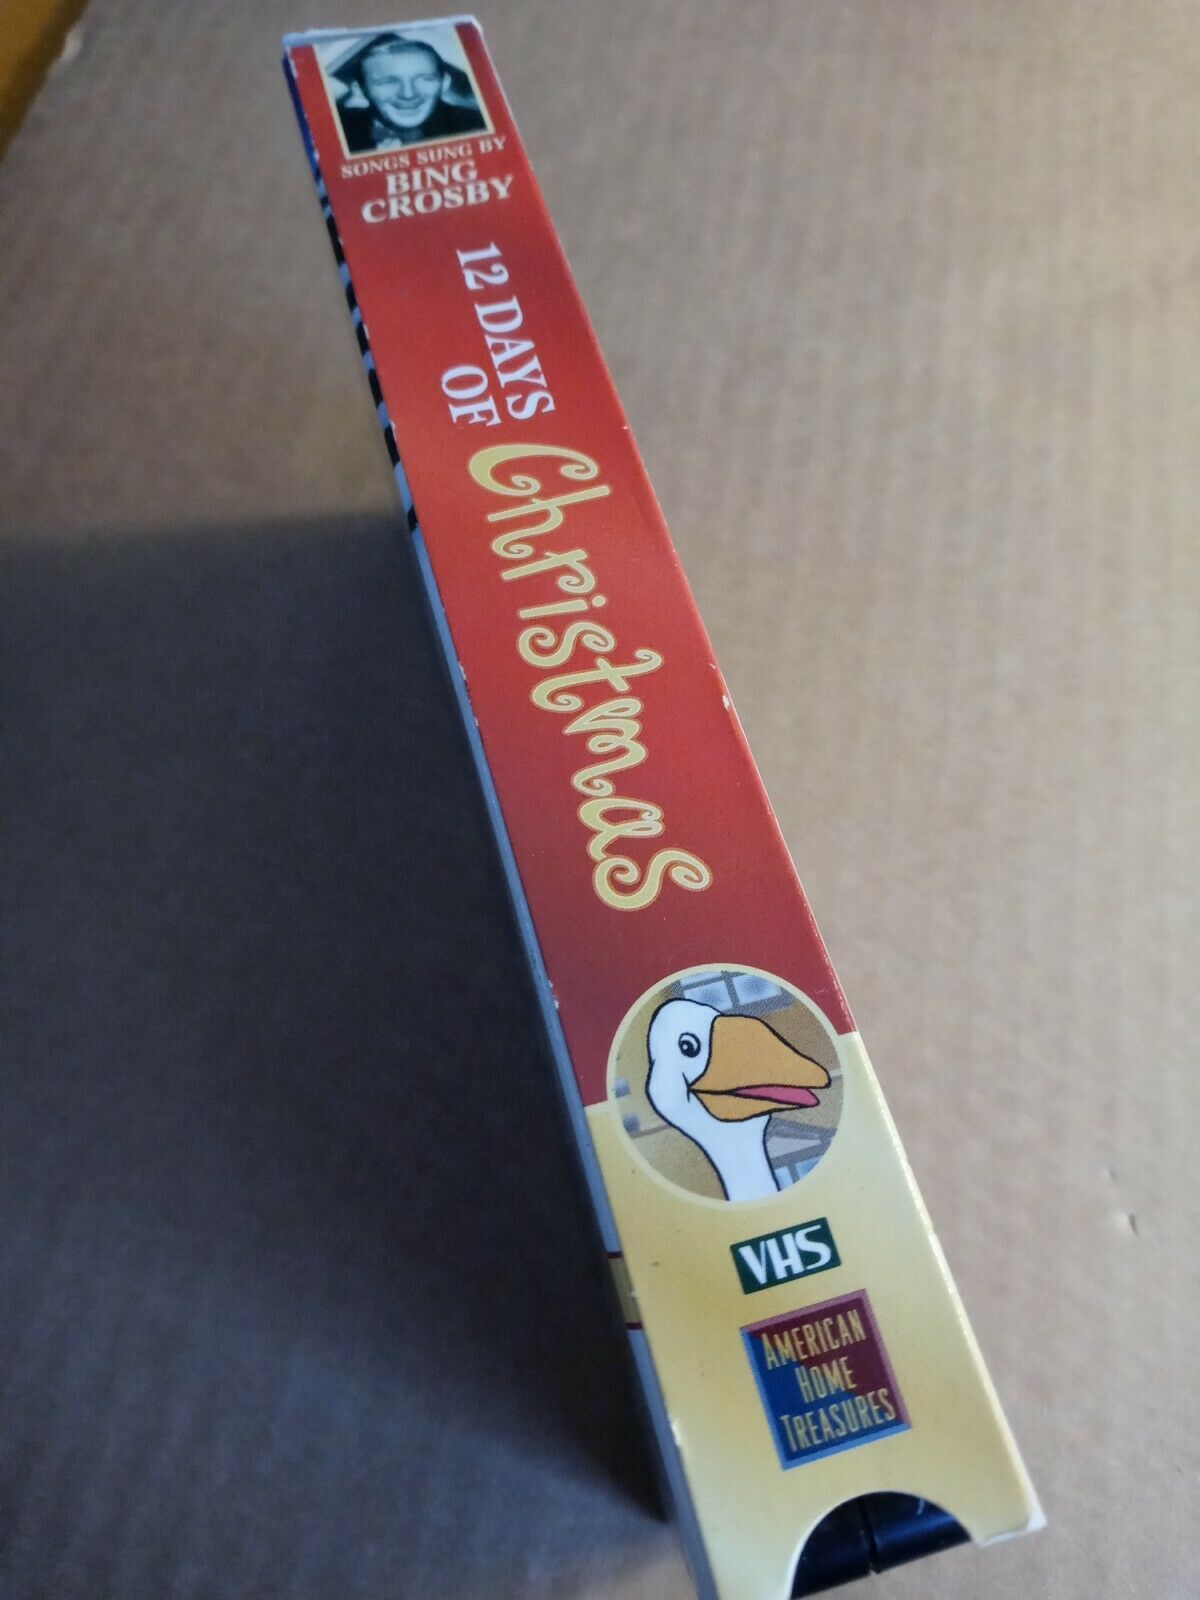 SONGS SUNG BY
BING
CROSBY
12 DAYS
OF
Christmas
VHS
AMERICAN
HOME
TREASURES